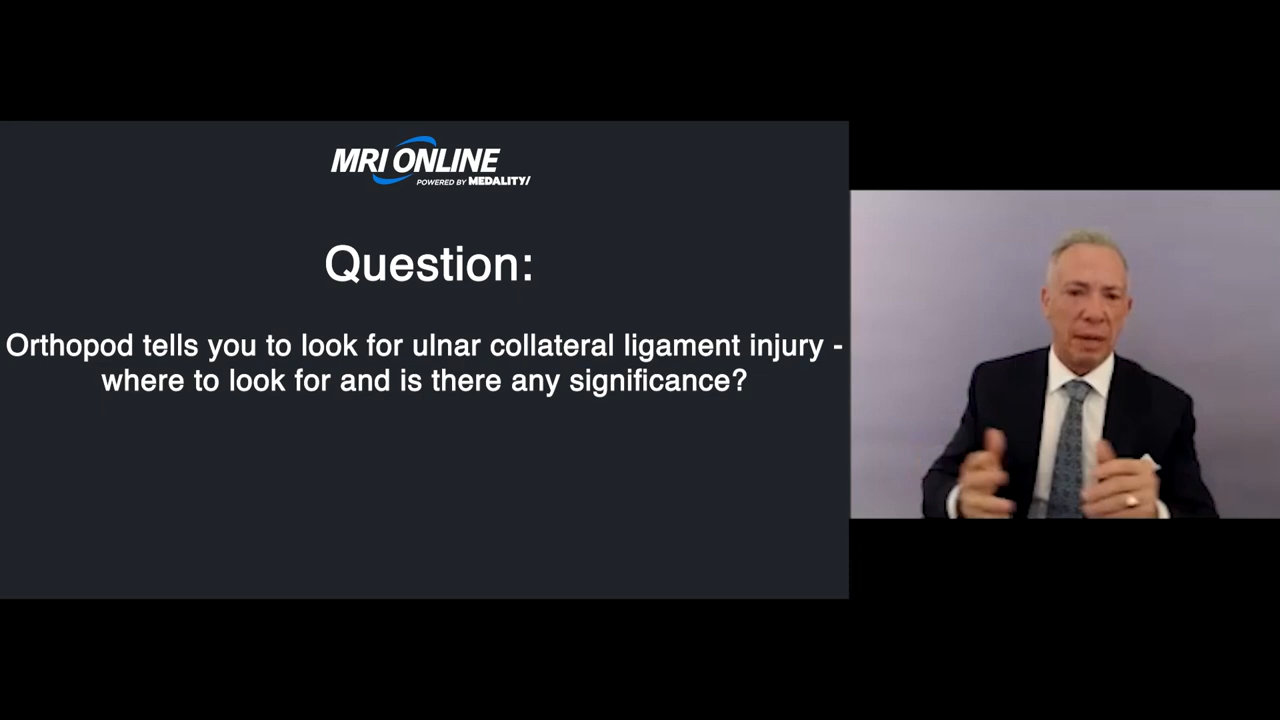 MRI ONLINE
POWERED BY MEDALITY/
Question:
Orthopod tells you to look for ulnar collateral ligament injury -
where to look for and is there any significance?